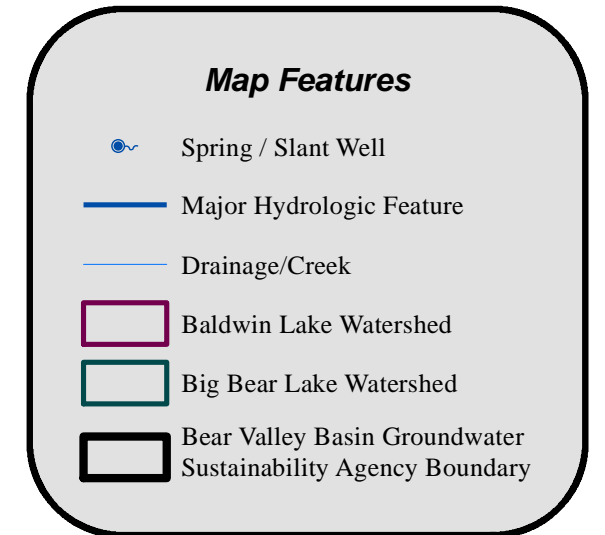 Map Features
Spring / Slant Well
Major Hydrologic Feature
Drainage/Creek
Baldwin Lake Watershed
Big Bear Lake Watershed
Bear Valley Basin Groundwater
Sustainability Agency Boundary